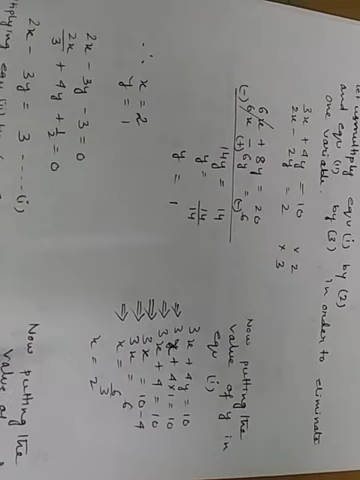 Let us multiply equ (i) by (2)
and equ (ii) by (3) in order to eliminate
one variable.
3x + 4y = 10 × 2
2x - 2y = 2 × 3
6x + 8y = 20
(-) 6x - (+) 6y = (-) 6
14y = 14
y = 14/14
y = 1
∴ x = 2
y = 1
2x - 3y - 3 = 0
2x/3 + 4y + 1/2 = 0
2x - 3y = 3 ---- (i)
Now putting the
value of y in
equ (i)
3x + 4y = 10
3x + 4×1 = 10
3x + 4 = 10
3x = 10 - 4
3x = 6
x = 6/3
x = 2
Now putting the
value of